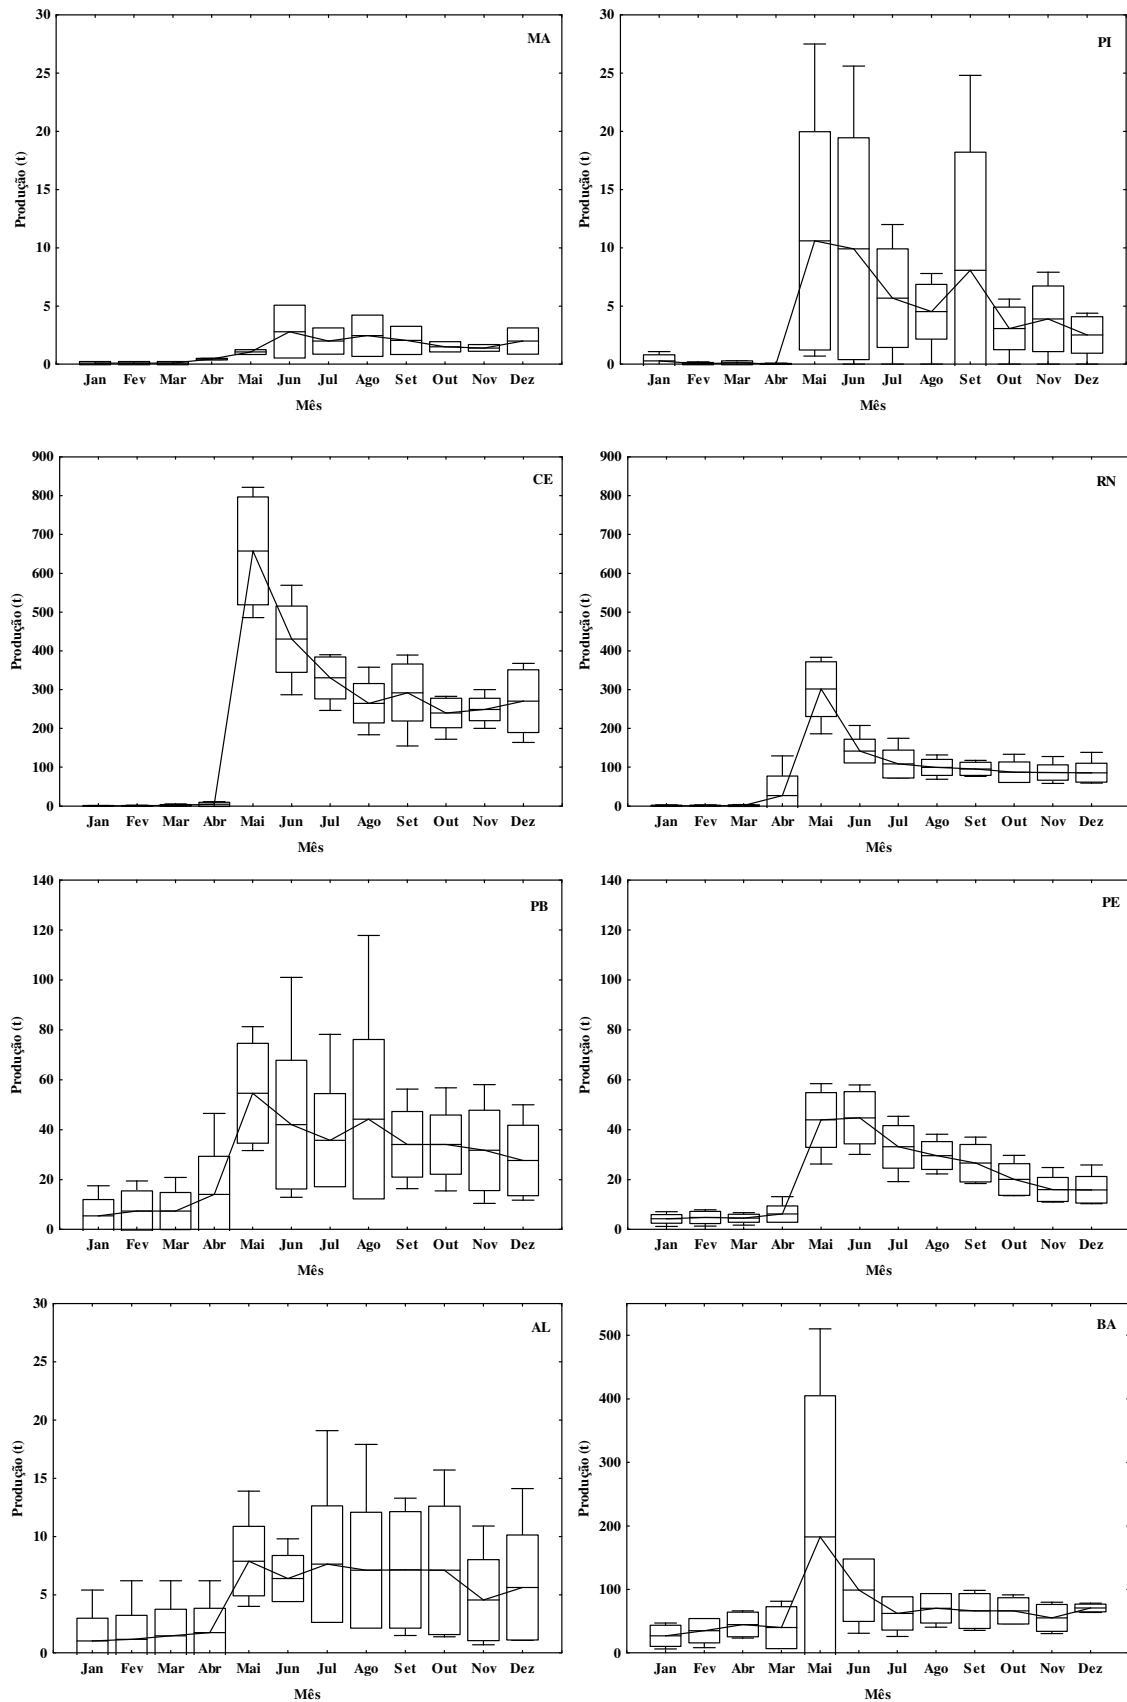 MA
30
25
20
15
10
5
0
Produção (t)
Jan Fev Mar Abr Mai Jun Jul Ago Set Out Nov Dez
Mês
PI
30
25
20
15
10
5
0
Produção (t)
Jan Fev Mar Abr Mai Jun Jul Ago Set Out Nov Dez
Mês
CE
900
800
700
600
500
400
300
200
100
0
Produção (t)
Jan Fev Mar Abr Mai Jun Jul Ago Set Out Nov Dez
Mês
RN
900
800
700
600
500
400
300
200
100
0
Produção (t)
Jan Fev Mar Abr Mai Jun Jul Ago Set Out Nov Dez
Mês
PB
140
120
100
80
60
40
20
0
Produção (t)
Jan Fev Mar Abr Mai Jun Jul Ago Set Out Nov Dez
Mês
PE
140
120
100
80
60
40
20
0
Produção (t)
Jan Fev Mar Abr Mai Jun Jul Ago Set Out Nov Dez
Mês
AL
30
25
20
15
10
5
0
Produção (t)
Jan Fev Mar Abr Mai Jun Jul Ago Set Out Nov Dez
Mês
BA
500
400
300
200
100
0
Produção (t)
Jan Fev Abr Mar Mai Jun Jul Ago Set Out Nov Dez
Mês